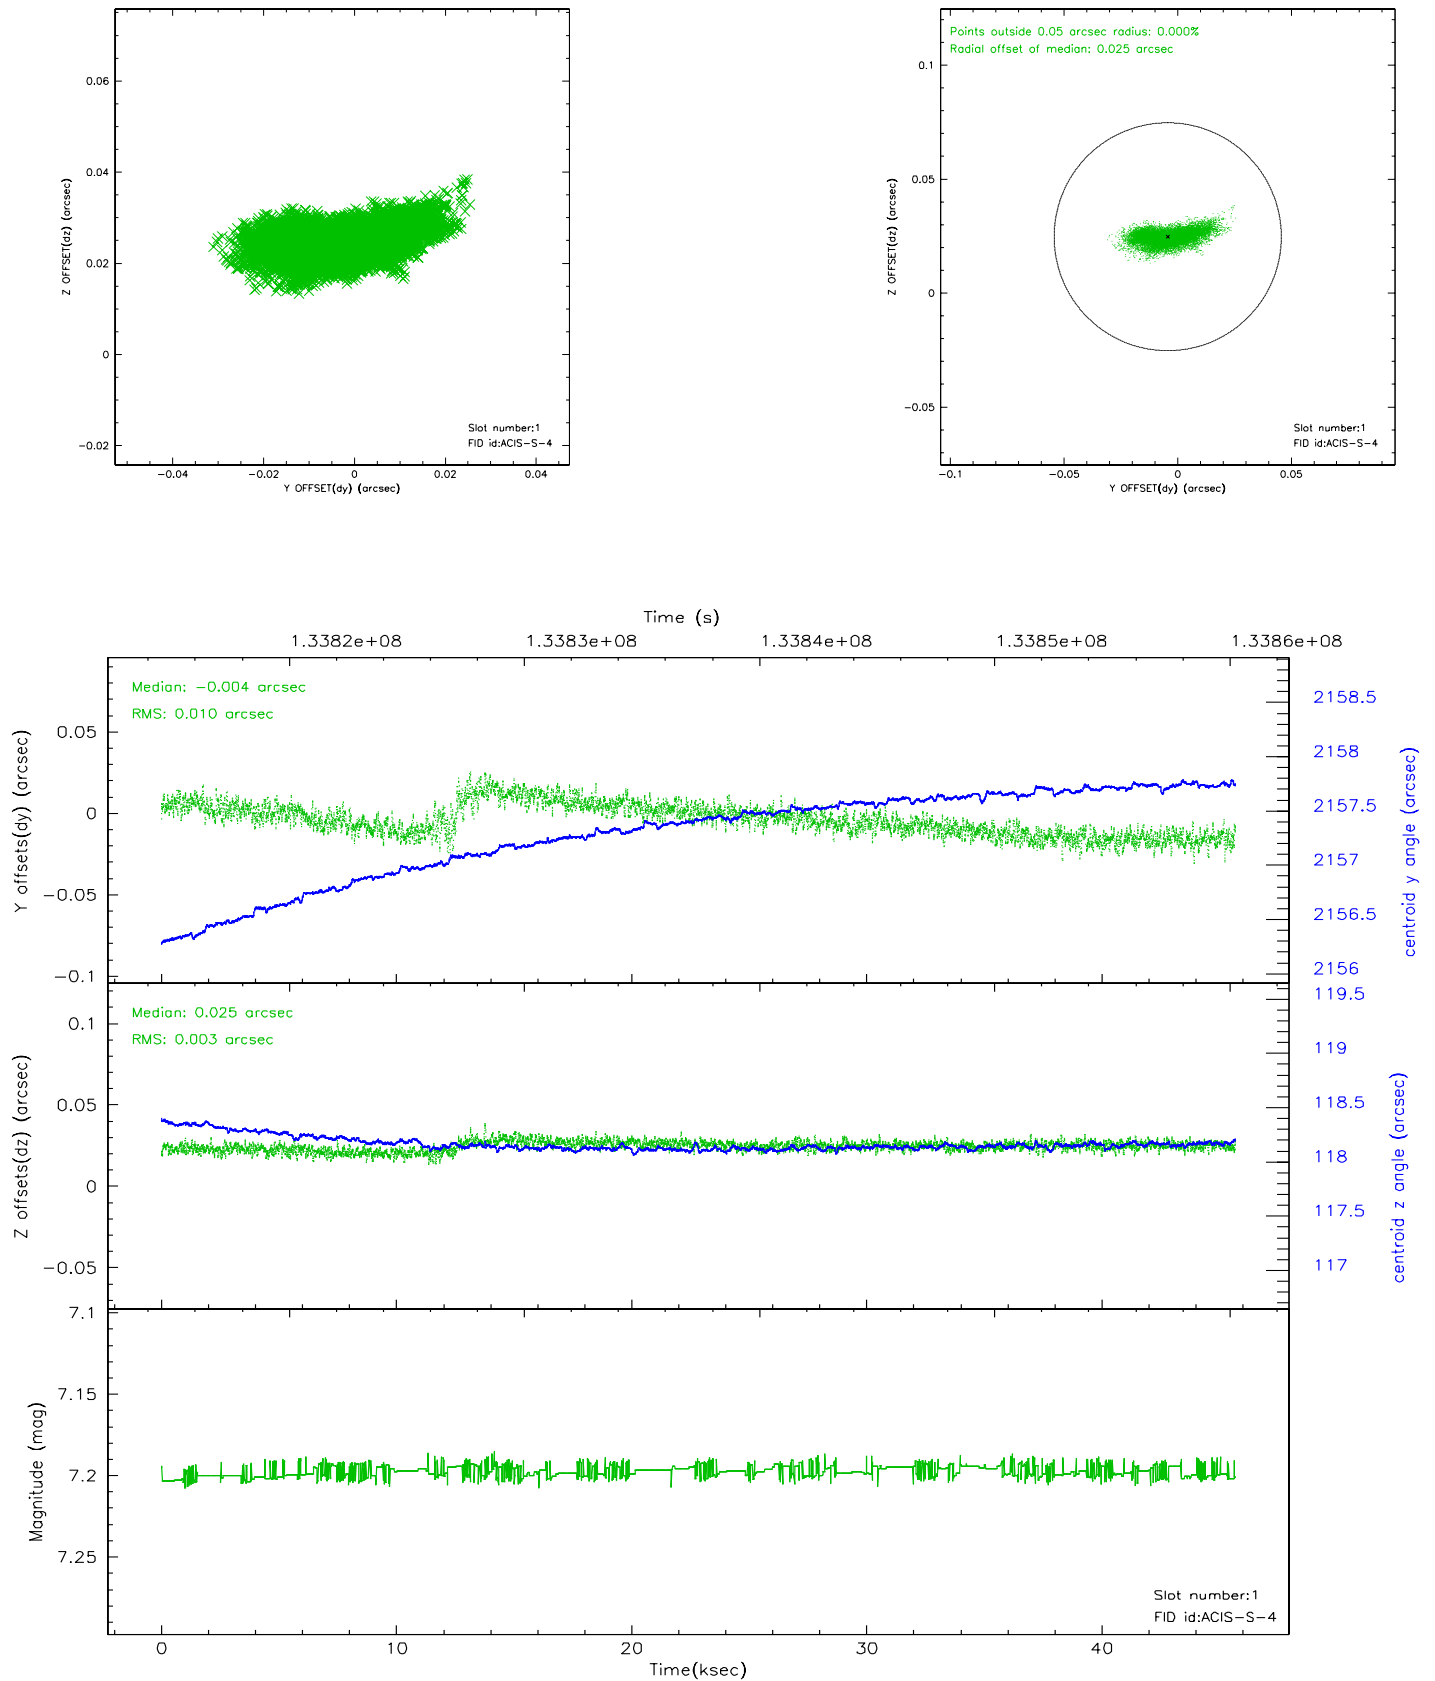 0.06
0.04
0.02
0
-0.02
Z OFFSET(dz) (arcsec)
Slot number:1
FID id:ACIS-S-4
-0.04 -0.02 0 0.02 0.04
Y OFFSET(dy) (arcsec)
Points outside 0.05 arcsec radius: 0.000%
Radial offset of median: 0.025 arcsec
0.1
0.05
0
-0.05
Z OFFSET(dz) (arcsec)
Slot number:1
FID id:ACIS-S-4
-0.1 -0.05 0 0.05
Y OFFSET(dy) (arcsec)
Time (s)
1.3382e+08 1.3383e+08 1.3384e+08 1.3385e+08 1.3386e+08
Median: -0.004 arcsec
RMS: 0.010 arcsec
0.05
0
-0.05
-0.1
Y offsets(dy) (arcsec)
2158.5
2158
2157.5
2157
2156.5
2156
centroid y angle (arcsec)
Median: 0.025 arcsec
RMS: 0.003 arcsec
0.1
0.05
0
-0.05
Z offsets(dz) (arcsec)
119.5
119
118.5
118
117.5
117
centroid z angle (arcsec)
7.1
7.15
7.2
7.25
Magnitude (mag)
Slot number:1
FID id:ACIS-S-4
0 10 20 30 40
Time(ksec)